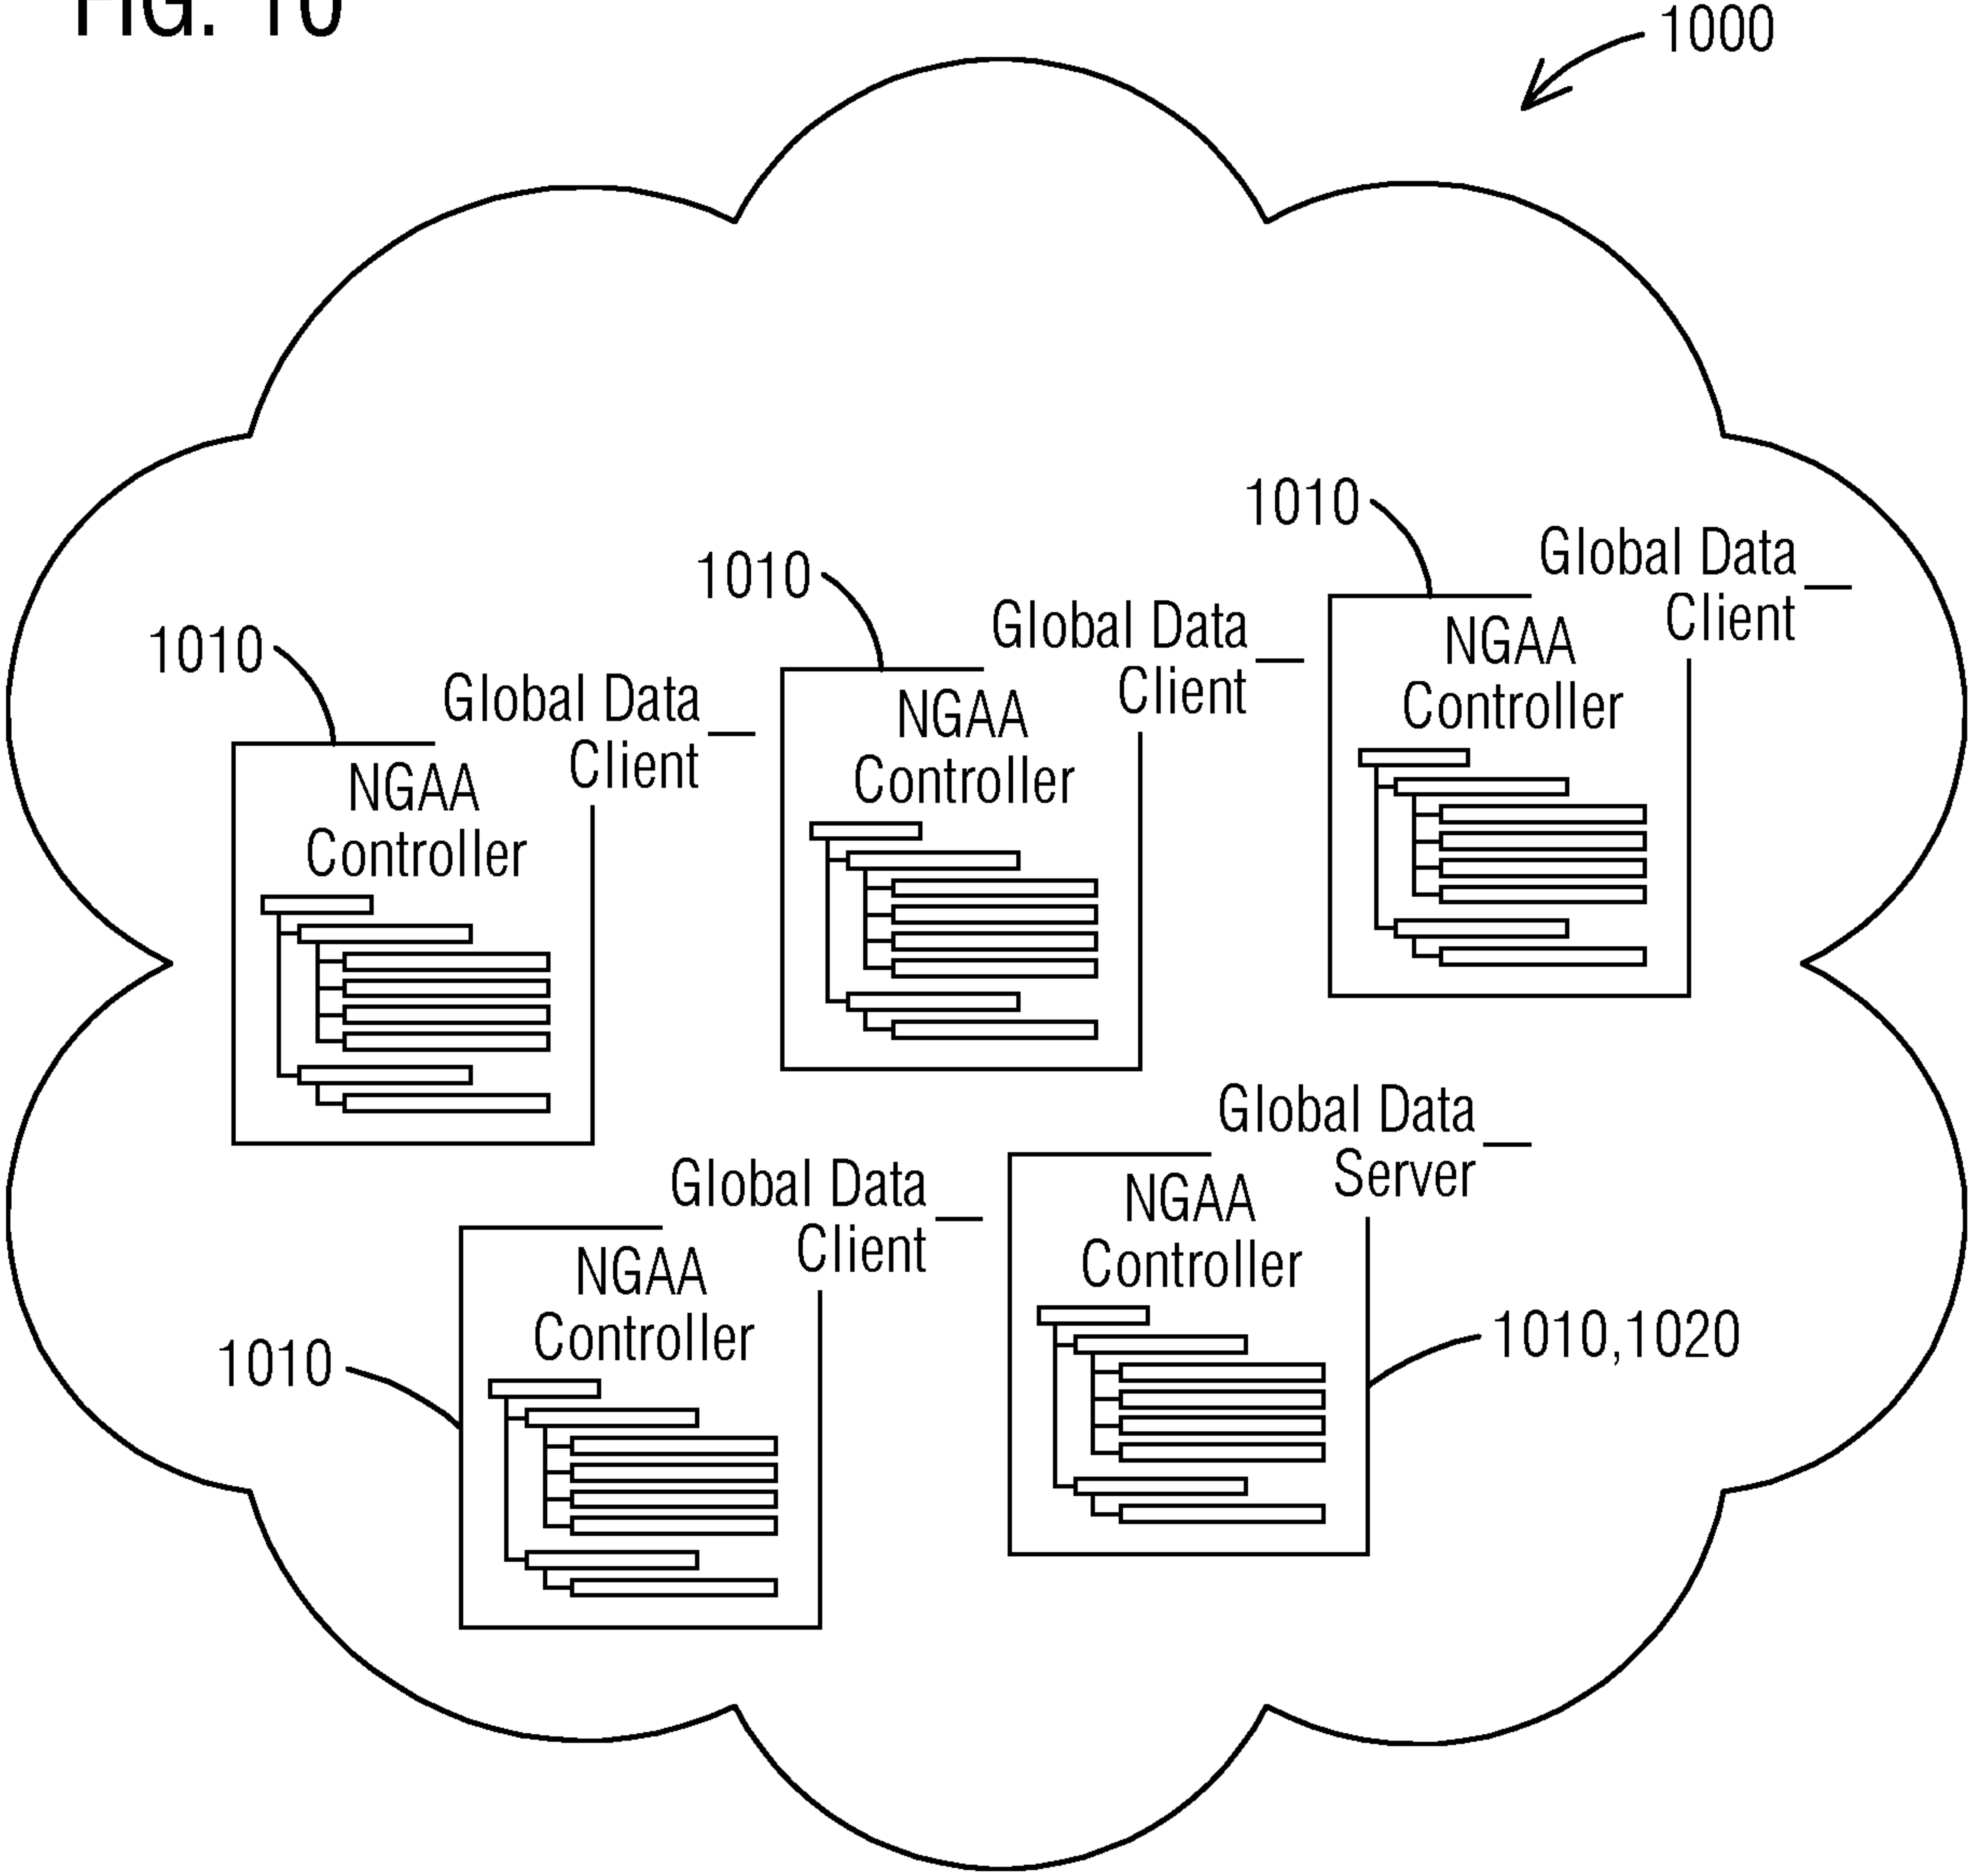 FIG. 10
1000
1010
Global Data
Client
NGAA
Controller
1010
Global Data
Client
NGAA
Controller
1010
Global Data
Client
NGAA
Controller
1010
Global Data
Client
NGAA
Controller
Global Data
Server
NGAA
Controller
1010,1020